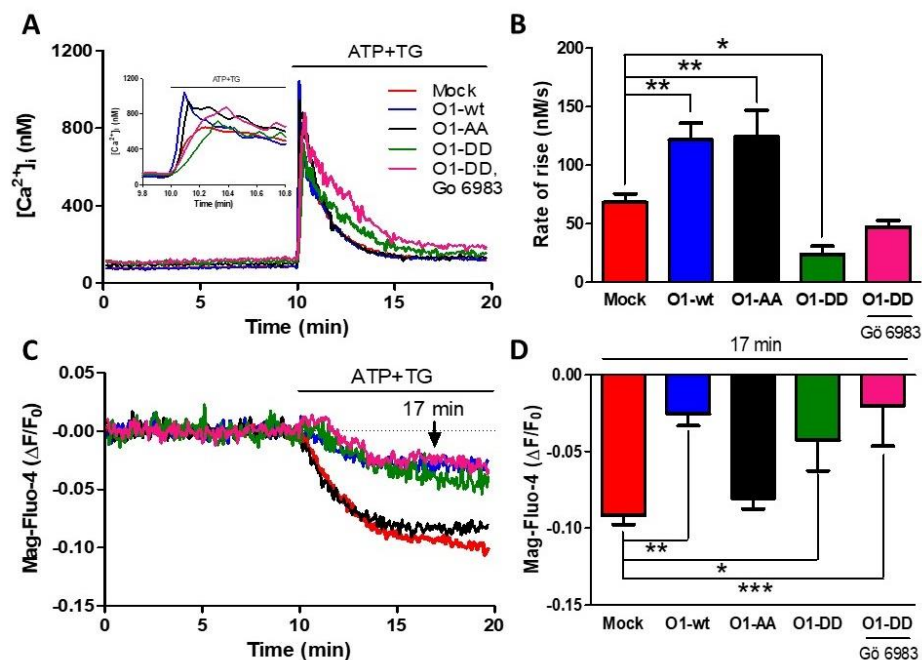 A
[Ca²⁺]ᵢ (nM)
1200
800
400
0
0
5
10
15
20
Time (min)
ATP+TG
Mock
O1-wt
O1-AA
O1-DD
O1-DD,
Go 6983
ATP+TG
[Ca²⁺]ᵢ (nM)
1200
800
400
0
9.8
10.0
10.2
10.4
10.6
10.8
Time (min)
B
Rate of rise (nM/s)
200
150
100
50
0
*
**
**
Mock
O1-wt
O1-AA
O1-DD
O1-DD
Gö 6983
C
Mag-Fluo-4 (ΔF/F₀)
0.05
-0.00
-0.05
-0.10
-0.15
0
5
10
15
20
Time (min)
ATP+TG
17 min
D
17 min
Mag-Fluo-4 (ΔF/F₀)
0.00
-0.05
-0.10
-0.15
**
*
***
Mock
O1-wt
O1-AA
O1-DD
O1-DD
Gö 6983